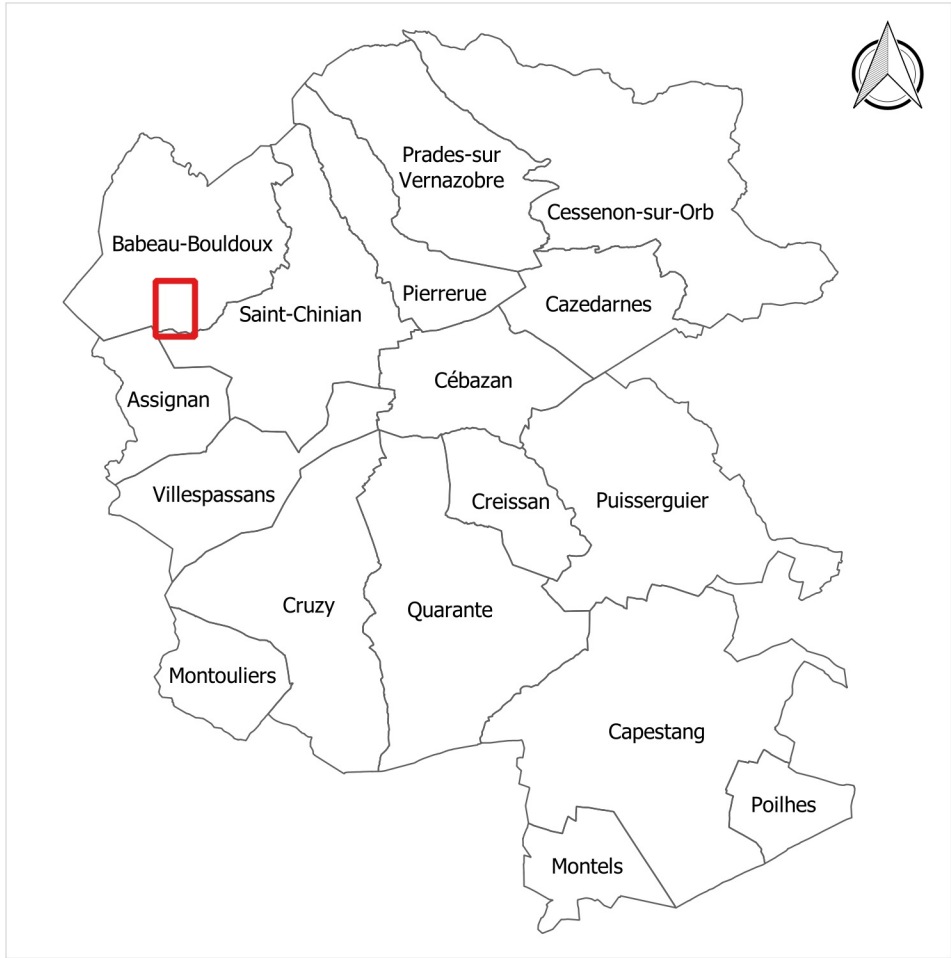 Prades-sur
Vernazobre
Cessenon-sur-Orb
Babeau-Bouldoux
Pierrerue
Cazedarnes
Saint-Chinian
Cébazan
Assignan
Villespassans
Creissan
Puisserguier
Cruzy
Quarante
Montouliers
Capestang
Poilhes
Montels